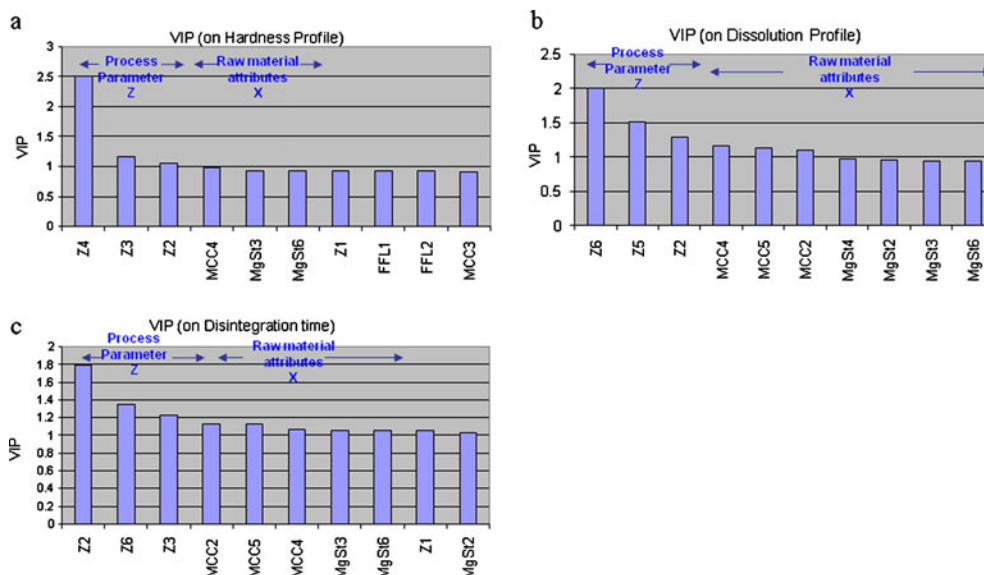 a
VIP (on Hardness Profile)
3
2.5
2
1.5
1
0.5
0
VIP
Process
Parameter
Z
Raw material
attributes
X
Z4
Z3
Z2
MCC4
MgSt3
MgSt6
Z1
FFL1
FFL2
MCC3
b
VIP (on Dissolution Profile)
2.5
2
1.5
1
0.5
0
VIP
Process
Parameter
Z
Raw material
attributes
X
Z6
Z5
Z2
MCC4
MCC5
MCC2
MgSt4
MgSt2
MgSt3
MgSt6
c
VIP (on Disintegration time)
2
1.8
1.6
1.4
1.2
1
0.8
0.6
0.4
0.2
0
VIP
Process
Parameter
Z
Raw material
attributes
X
Z2
Z6
Z3
MCC2
MCC5
MCC4
MgSt3
MgSt6
Z1
MgSt2